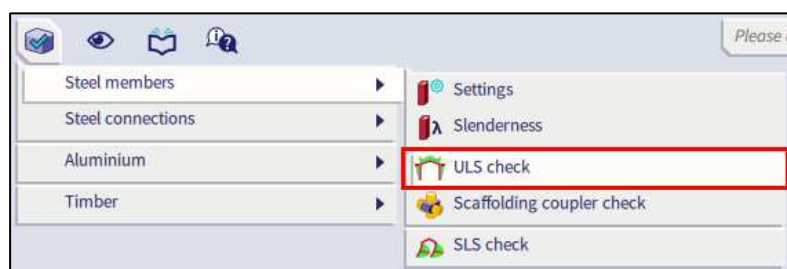 Please
Steel members
Steel connections
Aluminium
Timber
Settings
λ Slenderness
ULS check
Scaffolding coupler check
SLS check